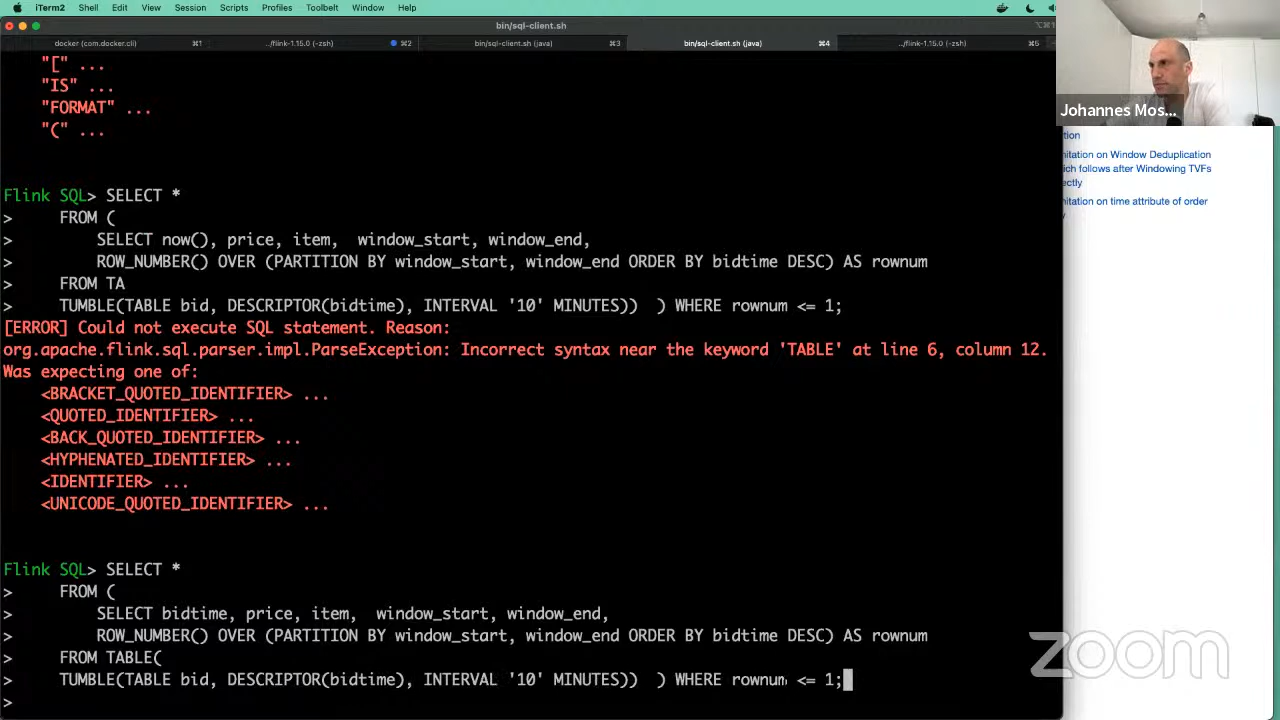 iTerm2 Shell Edit View Session Scripts Profiles Toolbelt Window Help
bin/sql-client.sh
docker (com.docker.cli) ⌘1 ../flink-1.15.0 (-zsh) ⌘2 bin/sql-client.sh (java) ⌘3 bin/sql-client.sh (java) ⌘4 ../flink-1.15.0 (-zsh) ⌘5
"[" ...
"IS" ...
"FORMAT" ...
"(" ...
Flink SQL> SELECT *
> FROM (
> SELECT now(), price, item, window_start, window_end,
> ROW_NUMBER() OVER (PARTITION BY window_start, window_end ORDER BY bidtime DESC) AS rownum
> FROM TA
> TUMBLE(TABLE bid, DESCRIPTOR(bidtime), INTERVAL '10' MINUTES)) ) WHERE rownum <= 1;
[ERROR] Could not execute SQL statement. Reason:
org.apache.flink.sql.parser.impl.ParseException: Incorrect syntax near the keyword 'TABLE' at line 6, column 12.
Was expecting one of:
<BRACKET_QUOTED_IDENTIFIER> ...
<QUOTED_IDENTIFIER> ...
<BACK_QUOTED_IDENTIFIER> ...
<HYPHENATED_IDENTIFIER> ...
<IDENTIFIER> ...
<UNICODE_QUOTED_IDENTIFIER> ...
Flink SQL> SELECT *
> FROM (
> SELECT bidtime, price, item, window_start, window_end,
> ROW_NUMBER() OVER (PARTITION BY window_start, window_end ORDER BY bidtime DESC) AS rownum
> FROM TABLE(
> TUMBLE(TABLE bid, DESCRIPTOR(bidtime), INTERVAL '10' MINUTES)) ) WHERE rownum <= 1;
>
Johannes Mos...
tion
nitation on Window Deduplication
ich follows after Windowing TVFs
ectly
nitation on time attribute of order
y
zoom